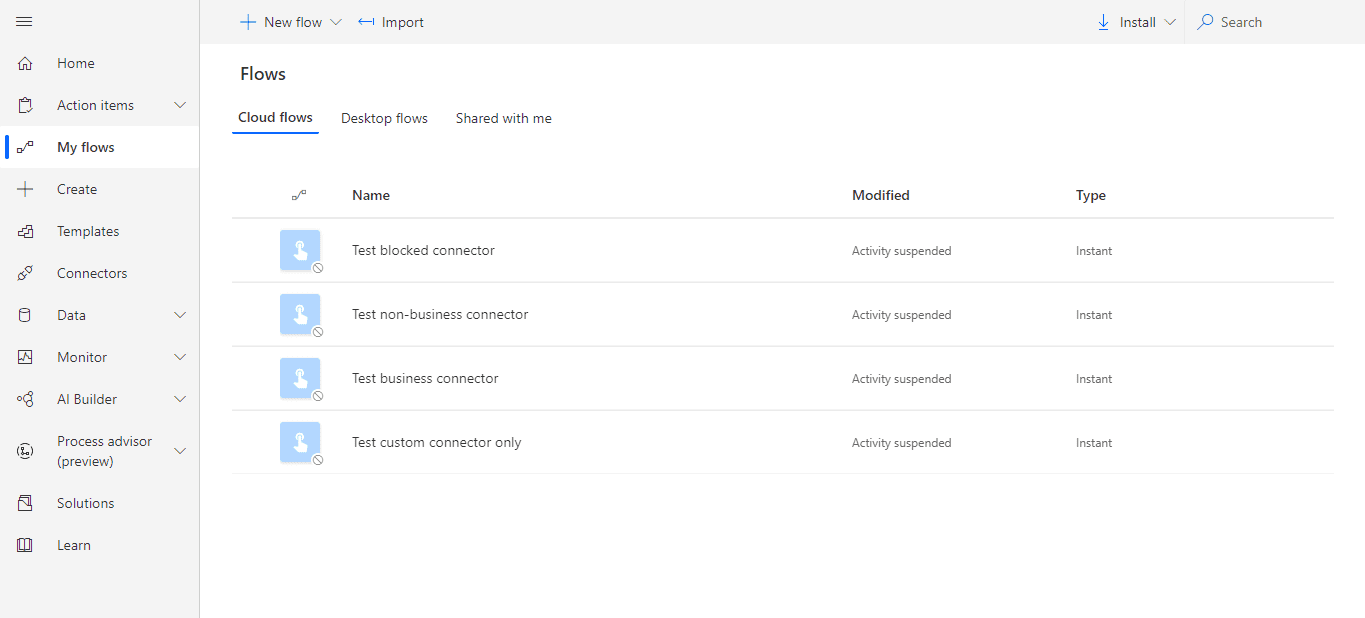 New flow
Import
Install
Search
Home
Action items
My flows
Create
Templates
Connectors
Data
Monitor
AI Builder
Process advisor
(preview)
Solutions
Learn
Flows
Cloud flows Desktop flows Shared with me
Name Modified Type
Test blocked connector Activity suspended Instant
Test non-business connector Activity suspended Instant
Test business connector Activity suspended Instant
Test custom connector only Activity suspended Instant